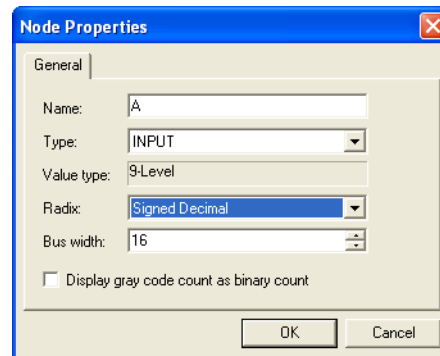 Node Properties
General
Name: A
Type: INPUT
Value type: 9-Level
Radix: Signed Decimal
Bus width: 16
Display gray code count as binary count
OK Cancel